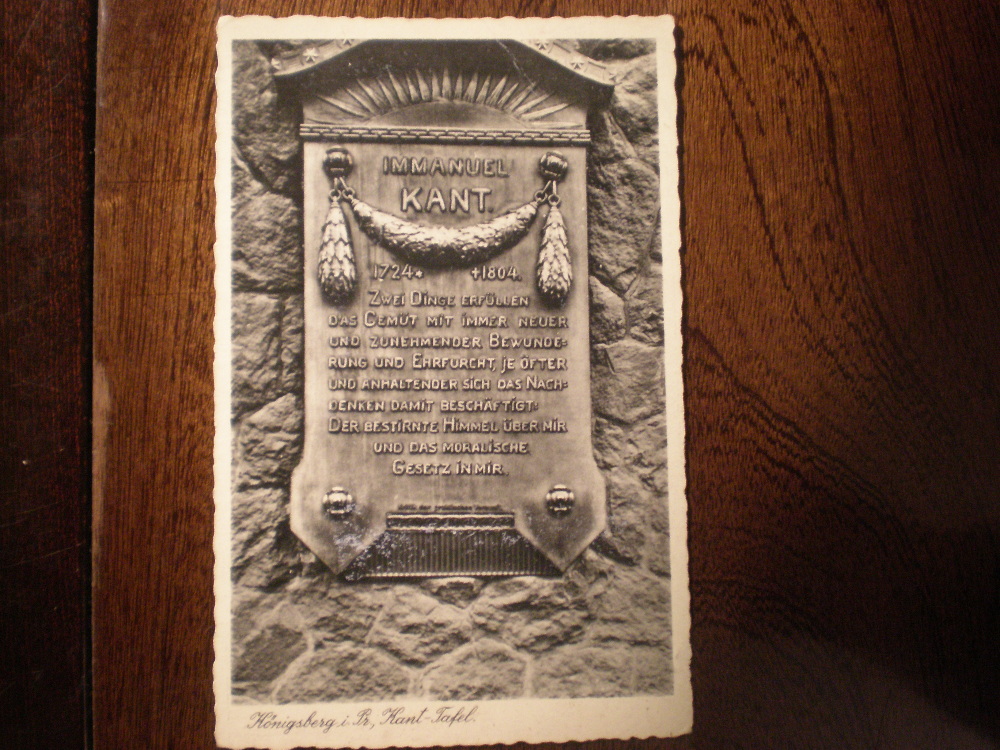 IMMANUEL
KANT.
1724* †1804.
ZWEI DINGE ERFÜLLEN
DAS GEMÜT MIT IMMER NEUER
UND ZUNEHMENDER BEWUNDE=
RUNG UND EHRFURCHT, JE ÖFTER
UND ANHALTENDER SICH DAS NACH=
DENKEN DAMIT BESCHÄFTIGT:
DER BESTIRNTE HIMMEL ÜBER MIR
UND DAS MORALISCHE
GESETZ IN MIR.
Königsberg i. Pr., Kant-Tafel.